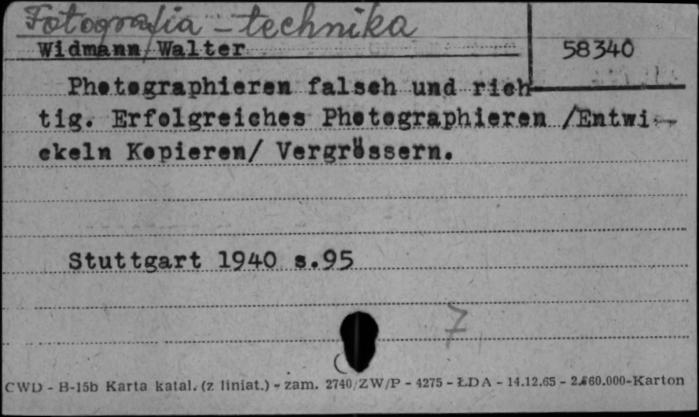 Fotografia - technika
Widmann/Walter 58340
Photographieren falsch und rich-
tig. Erfolgreiches Photographieren /Entwi-
ckeln Kopieren/ Vergrössern.
Stuttgart 1940 s.95
7
CWD - B-15b Karta katal. (z liniat.) - zam. 2740/ZW/P - 4275 - ŁDA - 14.12.65 - 2.660.000-Karton